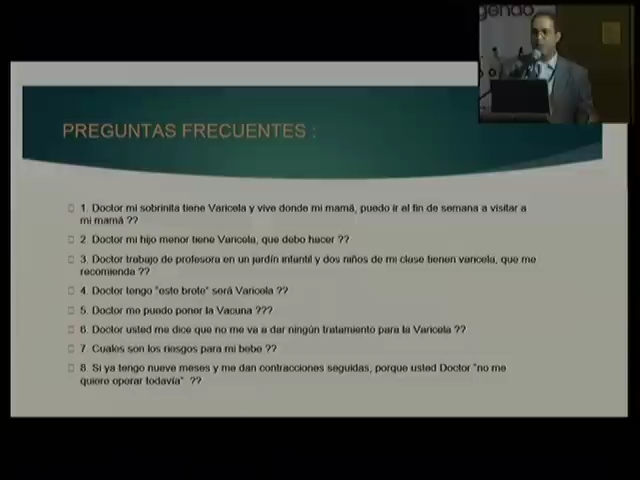 gendo
PREGUNTAS FRECUENTES :
1. Doctor mi sobrinita tiene Varicela y vive donde mi mamá, puedo ir el fin de semana a visitar a
mi mamá ??
2. Doctor mi hijo menor tiene Varicela, que debo hacer ??
3. Doctor trabajo de profesora en un jardín infantil y dos niños de mi clase tienen varicela, que me
recomienda ??
4. Doctor tengo "este brote" será Varicela ??
5. Doctor me puedo poner la Vacuna ???
6. Doctor usted me dice que no me va a dar ningún tratamiento para la Varicela ??
7. Cuales son los riesgos para mi bebe ??
8. Si ya tengo nueve meses y me dan contracciones seguidas, porque usted Doctor "no me
quiere operar todavía" ??